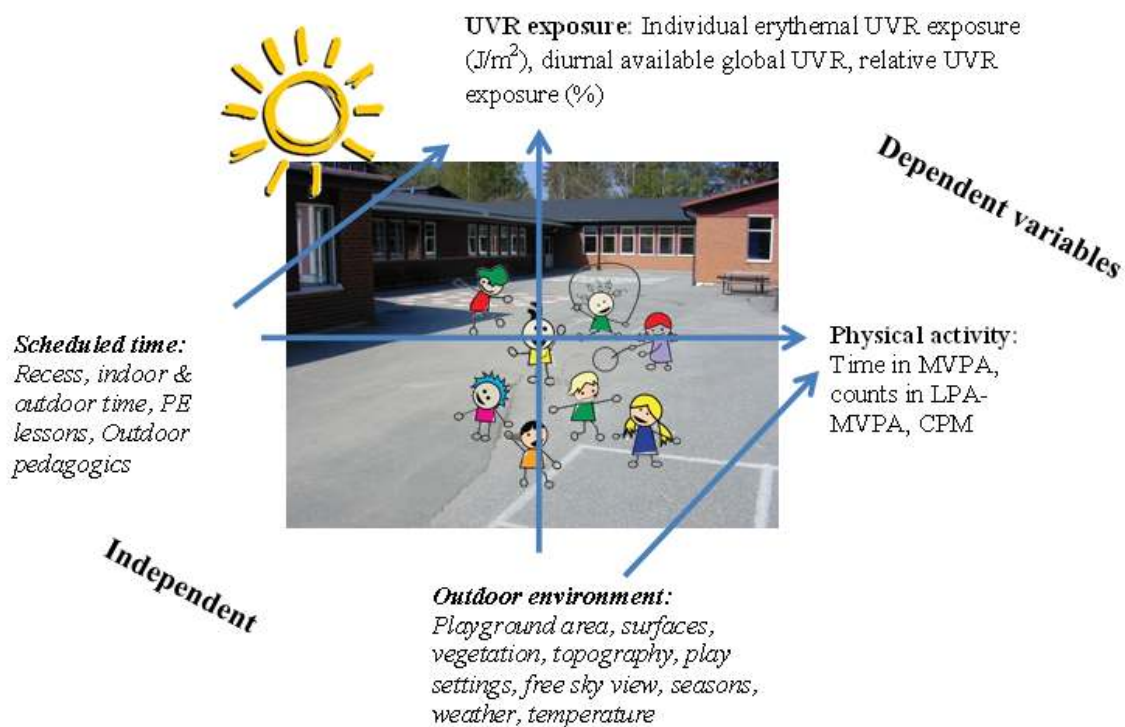 UVR exposure: Individual erythemal UVR exposure
(J/m²), diurnal available global UVR, relative UVR
exposure (%)
Dependent variables
Scheduled time:
Recess, indoor &
outdoor time, PE
lessons, Outdoor
pedagogics
Physical activity:
Time in MVPA,
counts in LPA-
MVPA, CPM
Independent
Outdoor environment:
Playground area, surfaces,
vegetation, topography, play
settings, free sky view, seasons,
weather, temperature